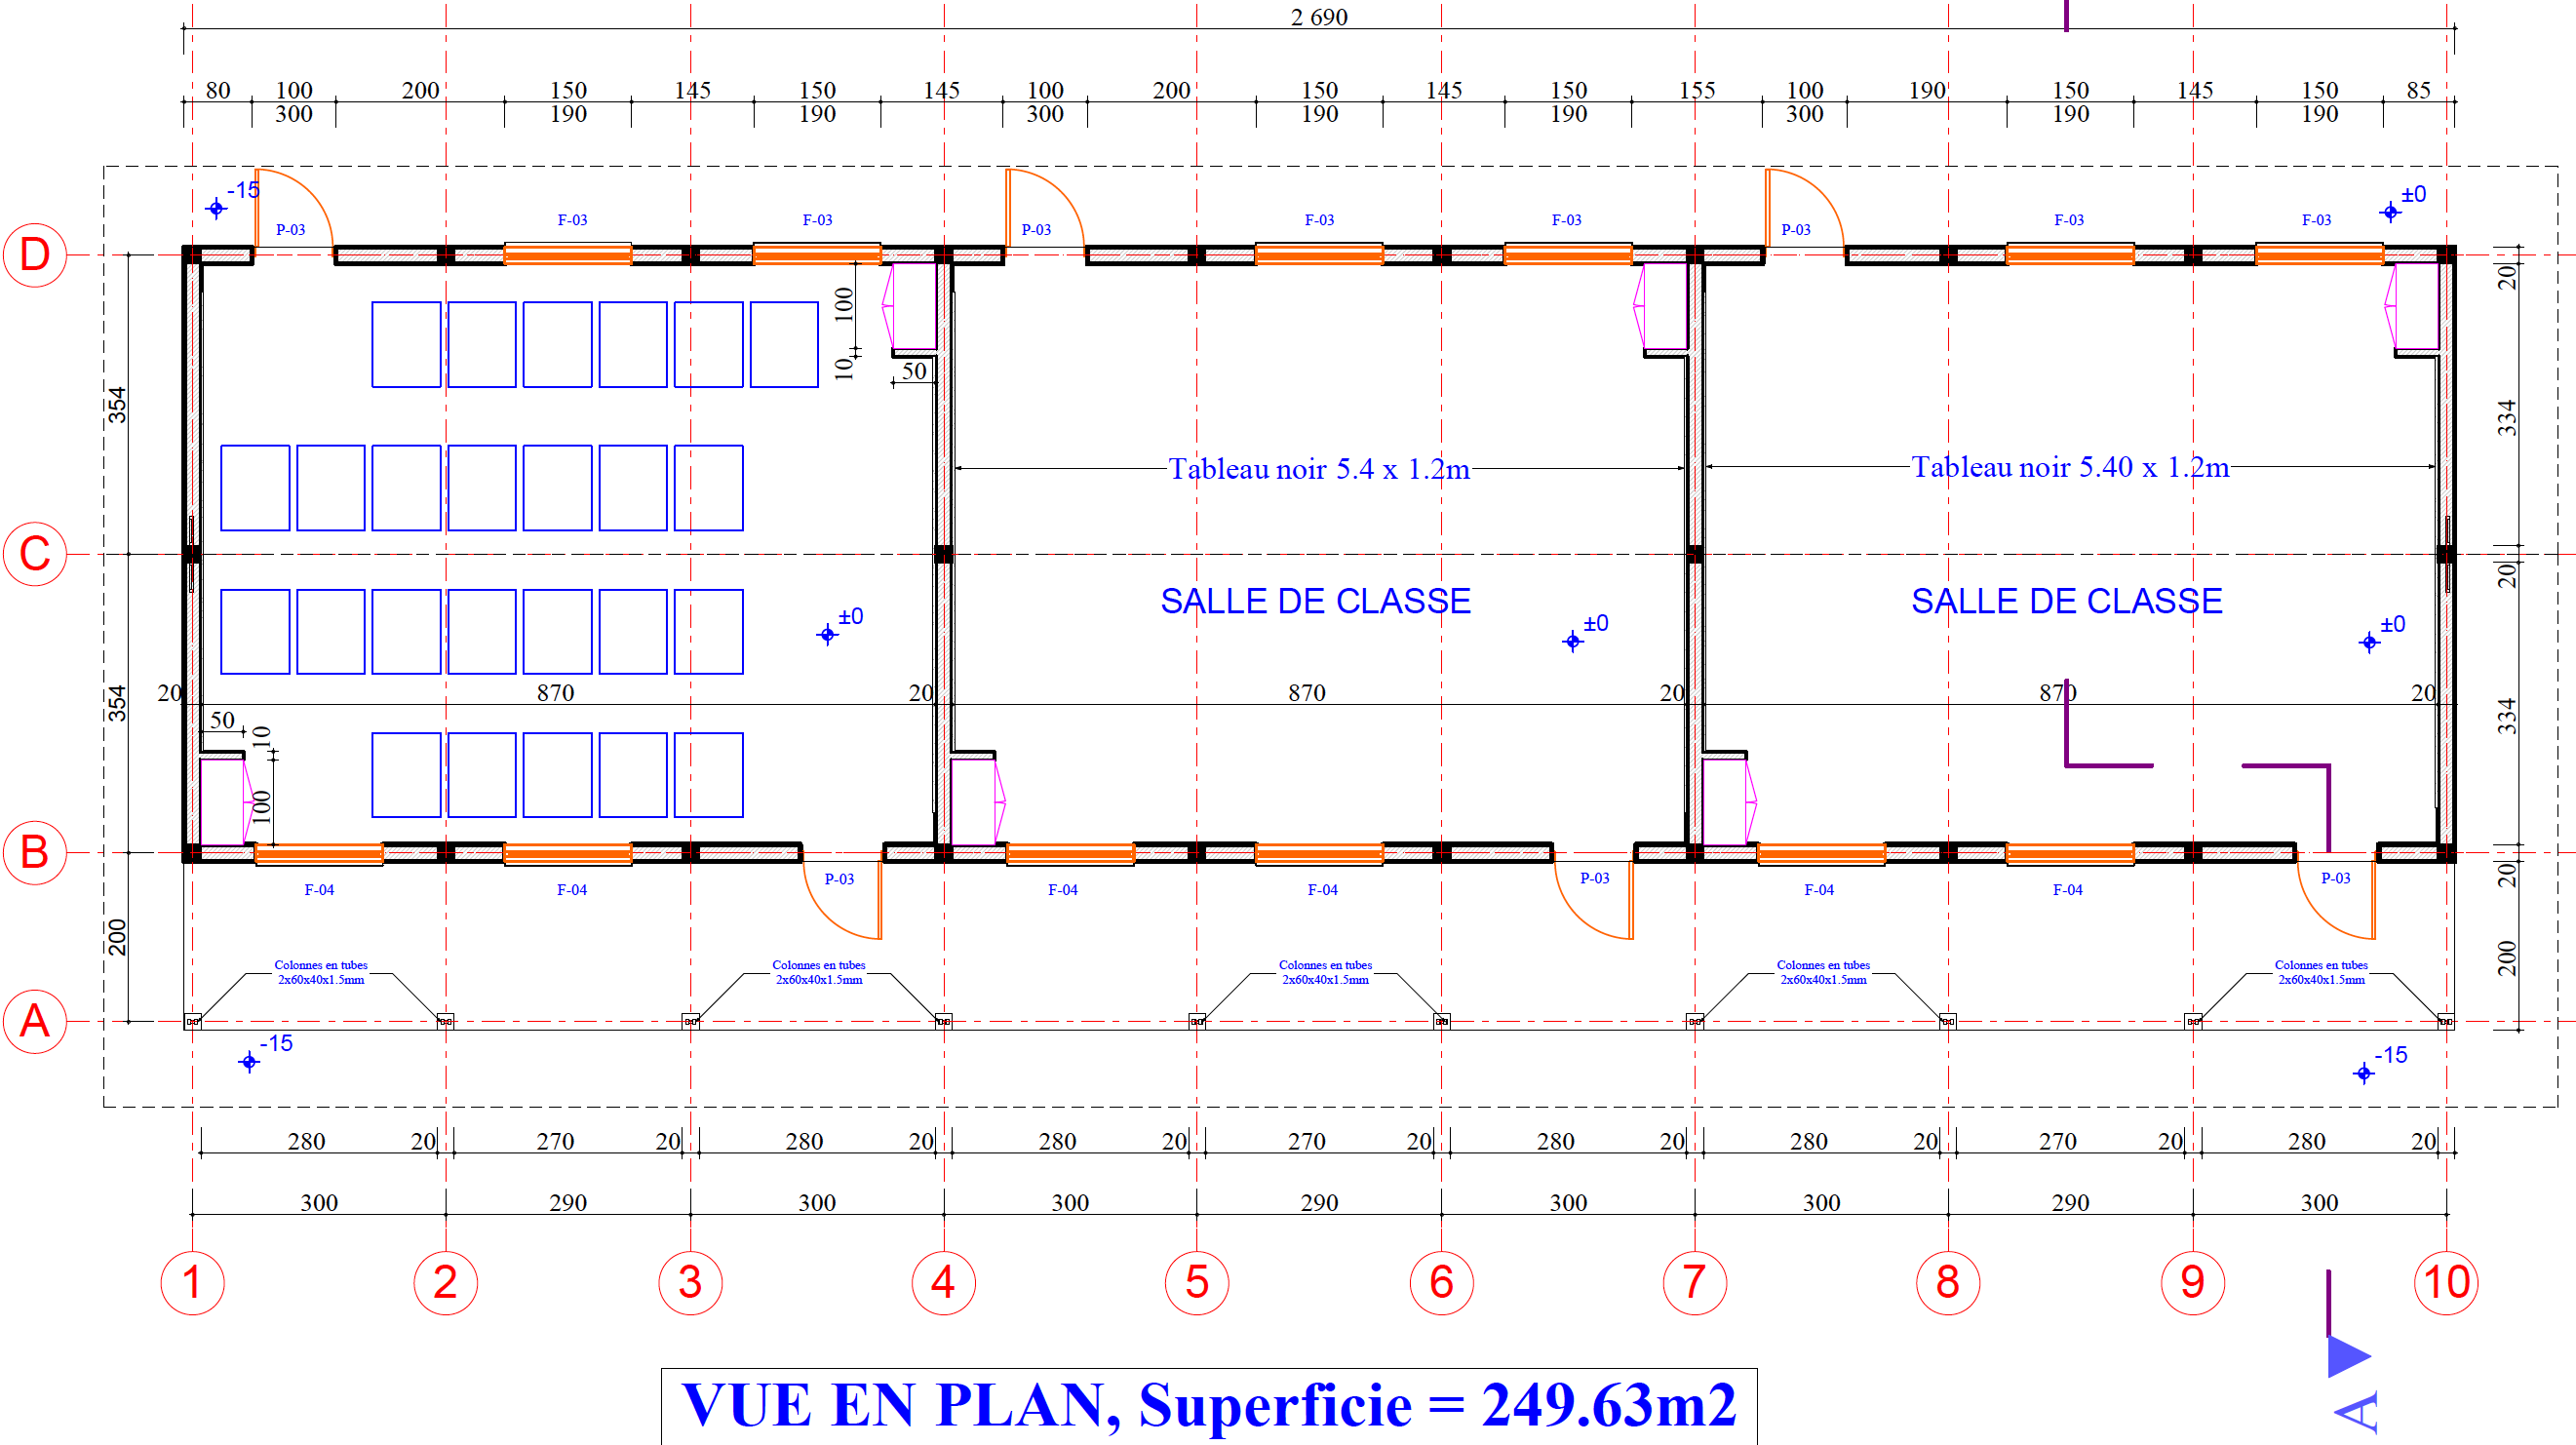 2 690
80 100 200 150 145 150 145 100 200 150 145 150 155 100 190 150 145 150 85
300 190 190 300 190 190 300 190 190
-15 ±0
P-03 F-03 F-03 P-03 F-03 F-03 P-03 F-03 F-03
D
20
100
10
50
354
334
Tableau noir 5.4 x 1.2m
Tableau noir 5.40 x 1.2m
C
20
SALLE DE CLASSE
SALLE DE CLASSE
±0 ±0 ±0
354
334
20 870 20 870 20 870 20
50
10
100
B
20
F-04 F-04 P-03 F-04 F-04 P-03 F-04 F-04 P-03
200
200
Colonnes en tubes
2x60x40x1.5mm
Colonnes en tubes
2x60x40x1.5mm
Colonnes en tubes
2x60x40x1.5mm
Colonnes en tubes
2x60x40x1.5mm
Colonnes en tubes
2x60x40x1.5mm
A
-15 -15
280 20 270 20 280 20 280 20 270 20 280 20 280 20 270 20 280 20
300 290 300 300 290 300 300 290 300
1 2 3 4 5 6 7 8 9 10
A
VUE EN PLAN, Superficie = 249.63m2